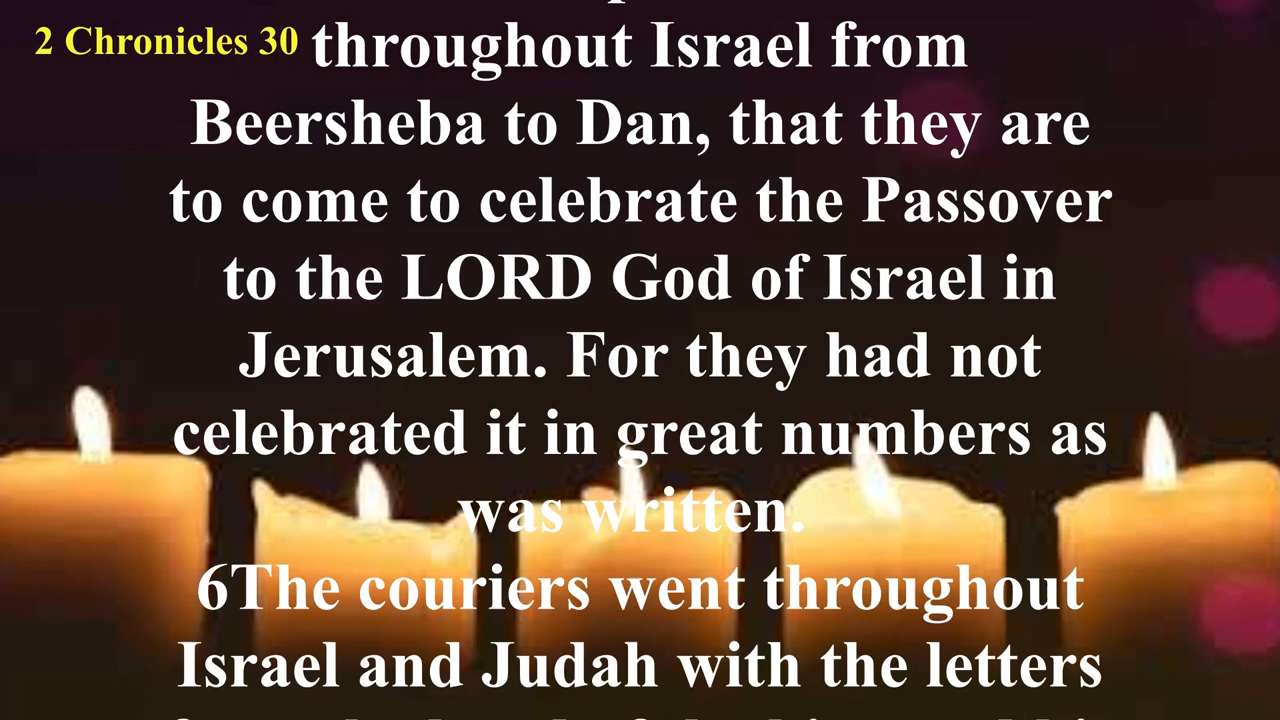 2 Chronicles 30
throughout Israel from
Beersheba to Dan, that they are
to come to celebrate the Passover
to the LORD God of Israel in
Jerusalem. For they had not
celebrated it in great numbers as
was written.
6The couriers went throughout
Israel and Judah with the letters